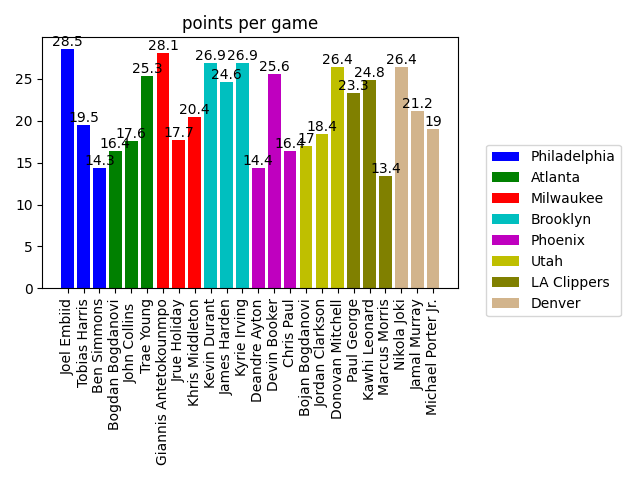 points per game
28.5
19.5
14.3
16.4
17.6
25.3
28.1
17.7
20.4
26.9
24.6
26.9
14.4
25.6
16.4
17
18.4
26.4
23.3
24.8
13.4
26.4
21.2
19
25
20
15
10
5
0
Joel Embiid
Tobias Harris
Ben Simmons
Bogdan Bogdanovi
John Collins
Trae Young
Giannis Antetokounmpo
Jrue Holiday
Khris Middleton
Kevin Durant
James Harden
Kyrie Irving
Deandre Ayton
Devin Booker
Chris Paul
Bojan Bogdanovi
Jordan Clarkson
Donovan Mitchell
Paul George
Kawhi Leonard
Marcus Morris
Nikola Joki
Jamal Murray
Michael Porter Jr.
Philadelphia
Atlanta
Milwaukee
Brooklyn
Phoenix
Utah
LA Clippers
Denver